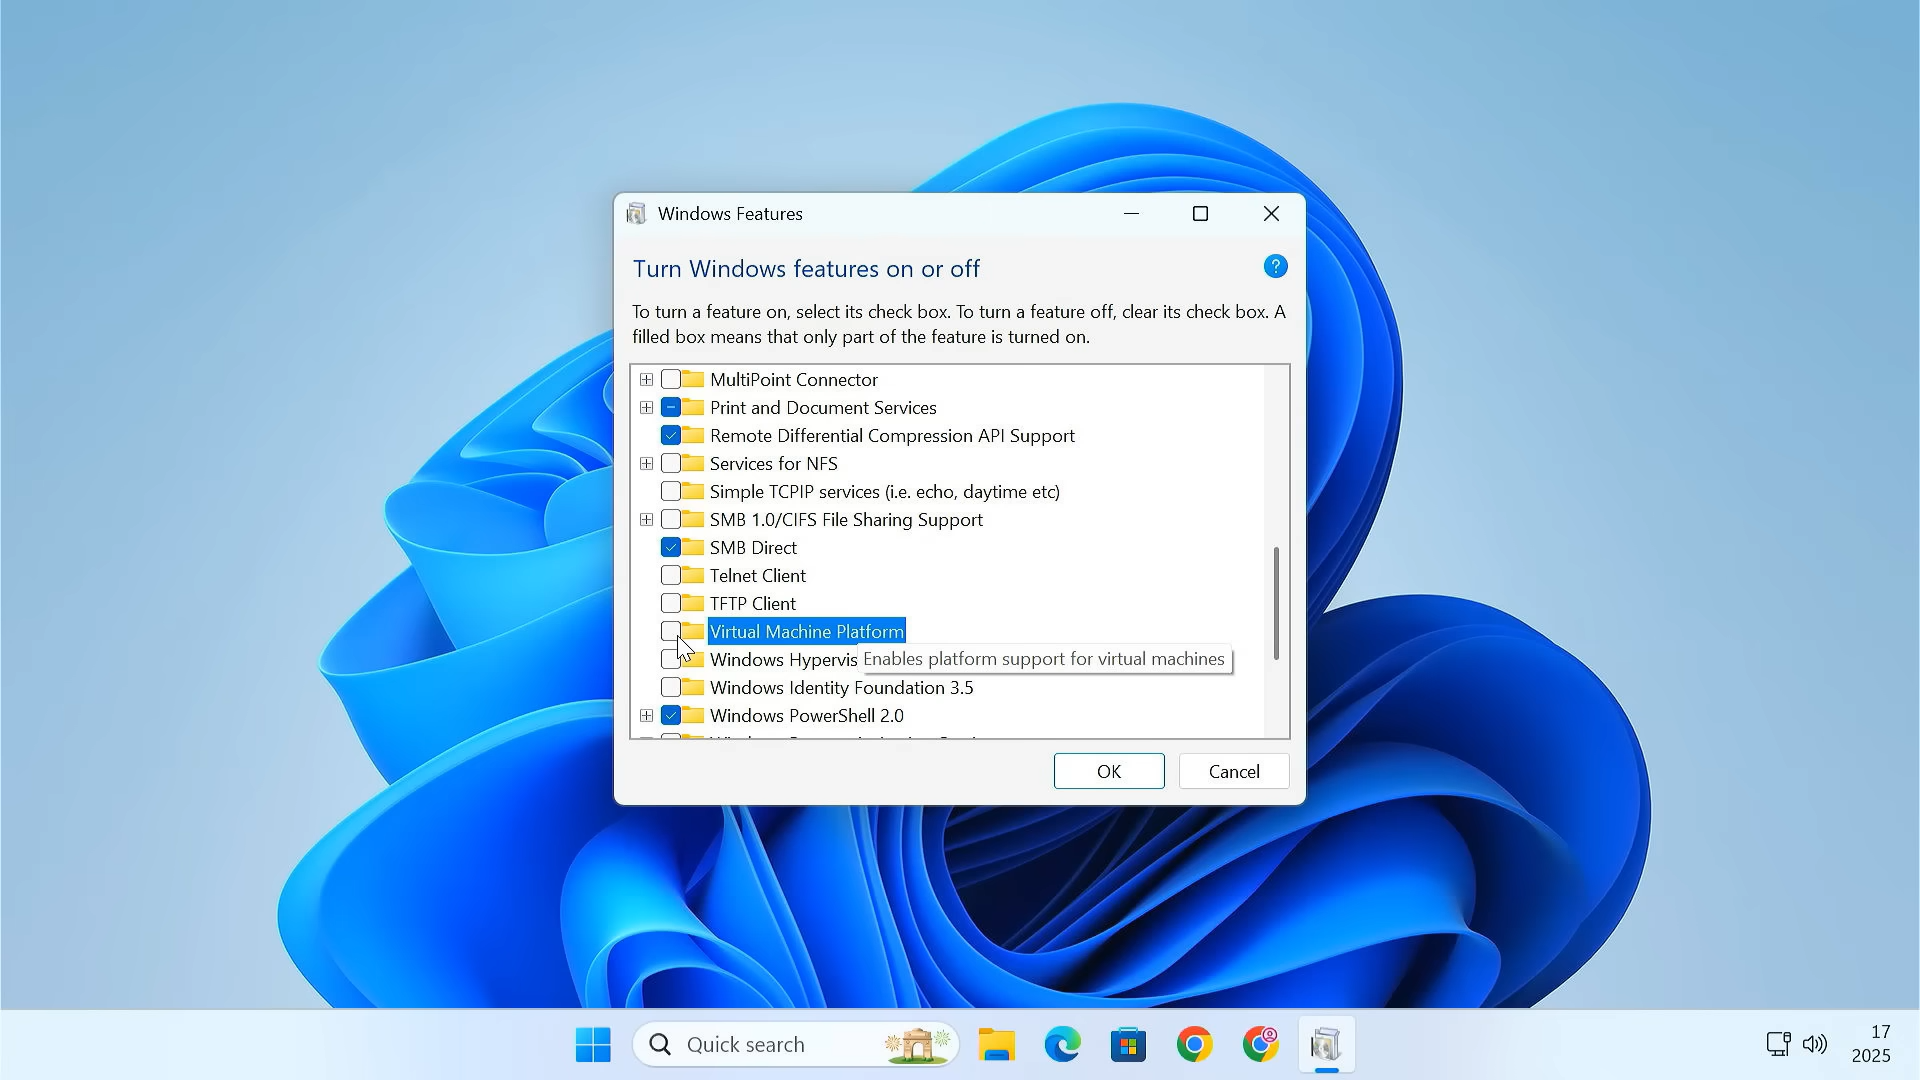 Windows Features
Turn Windows features on or off
?
To turn a feature on, select its check box. To turn a feature off, clear its check box. A
filled box means that only part of the feature is turned on.
MultiPoint Connector
Print and Document Services
Remote Differential Compression API Support
Services for NFS
Simple TCPIP services (i.e. echo, daytime etc)
SMB 1.0/CIFS File Sharing Support
SMB Direct
Telnet Client
TFTP Client
Virtual Machine Platform
Windows Hypervis
Enables platform support for virtual machines
Windows Identity Foundation 3.5
Windows PowerShell 2.0
OK
Cancel
Quick search
17
2025